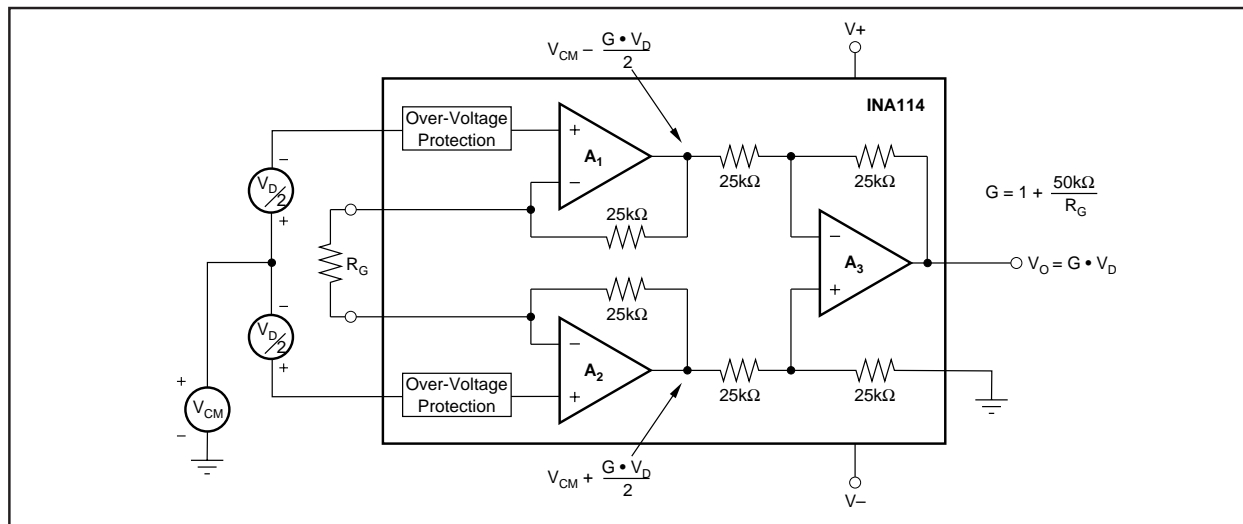 V_CM − G • V_D / 2
V+
INA114
Over-Voltage
Protection
+
A₁
−
25kΩ
25kΩ
25kΩ
G = 1 + 50kΩ / R_G
−
V_D/2
+
R_G
−
A₃
+
V_O = G • V_D
−
V_D/2
+
25kΩ
−
A₂
+
Over-Voltage
Protection
25kΩ
25kΩ
+
V_CM
−
V_CM + G • V_D / 2
V−